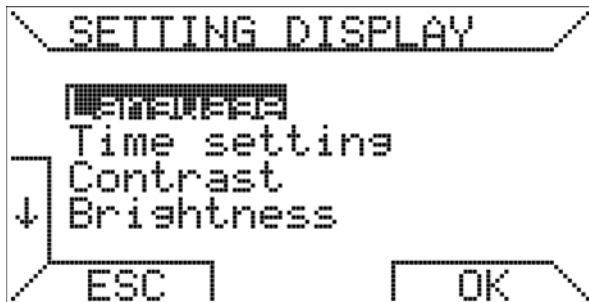 SETTING DISPLAY
Language
Time setting
Contrast
↓ Brightness
ESC OK